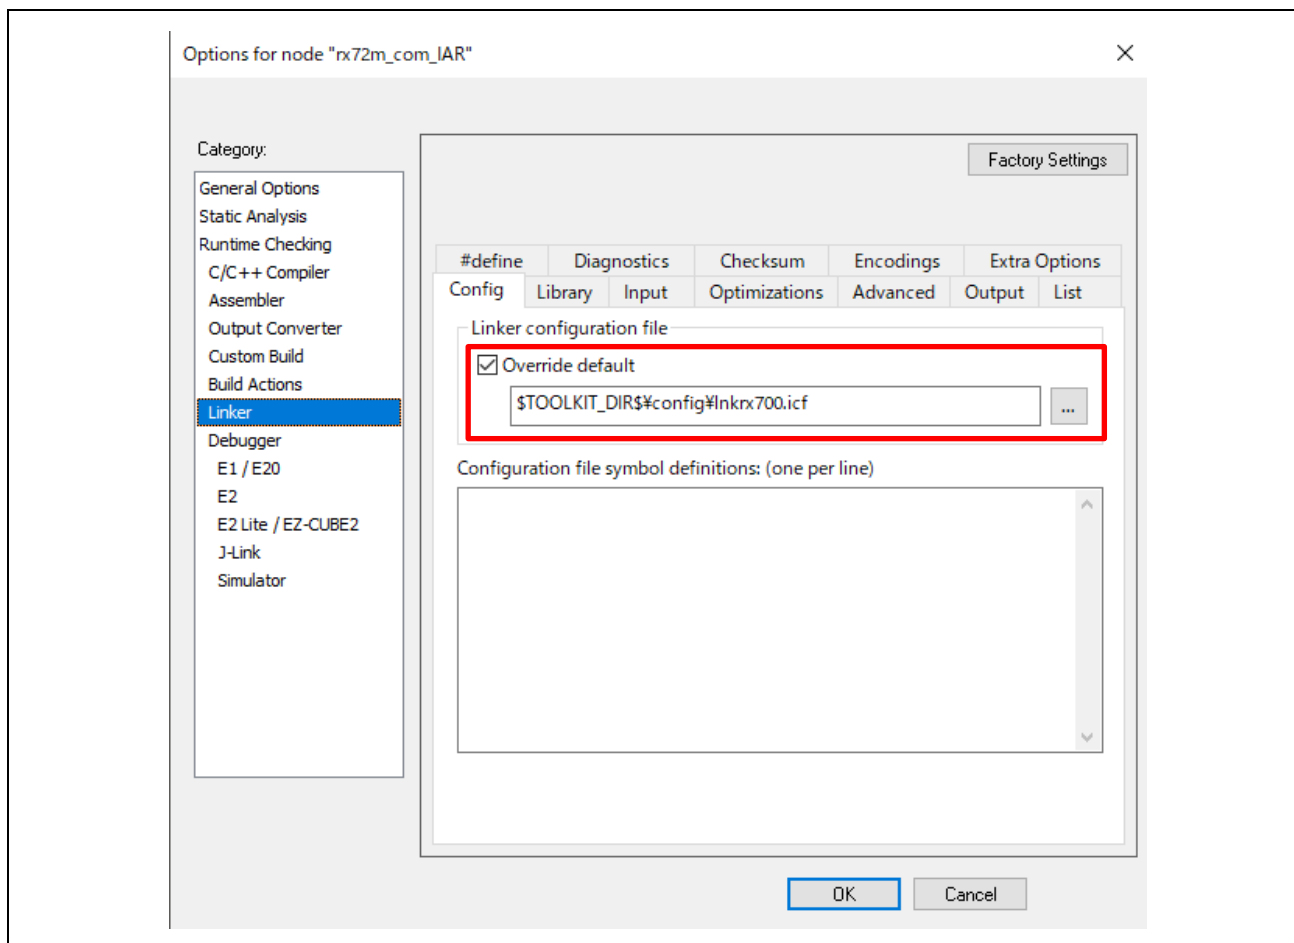 Options for node "rx72m_com_IAR"
Category:
General Options
Static Analysis
Runtime Checking
C/C++ Compiler
Assembler
Output Converter
Custom Build
Build Actions
Linker
Debugger
E1 / E20
E2
E2 Lite / EZ-CUBE2
J-Link
Simulator
Factory Settings
#define Diagnostics Checksum Encodings Extra Options
Config Library Input Optimizations Advanced Output List
Linker configuration file
Override default
$TOOLKIT_DIR$¥config¥lnkrx700.icf
...
Configuration file symbol definitions: (one per line)
OK Cancel